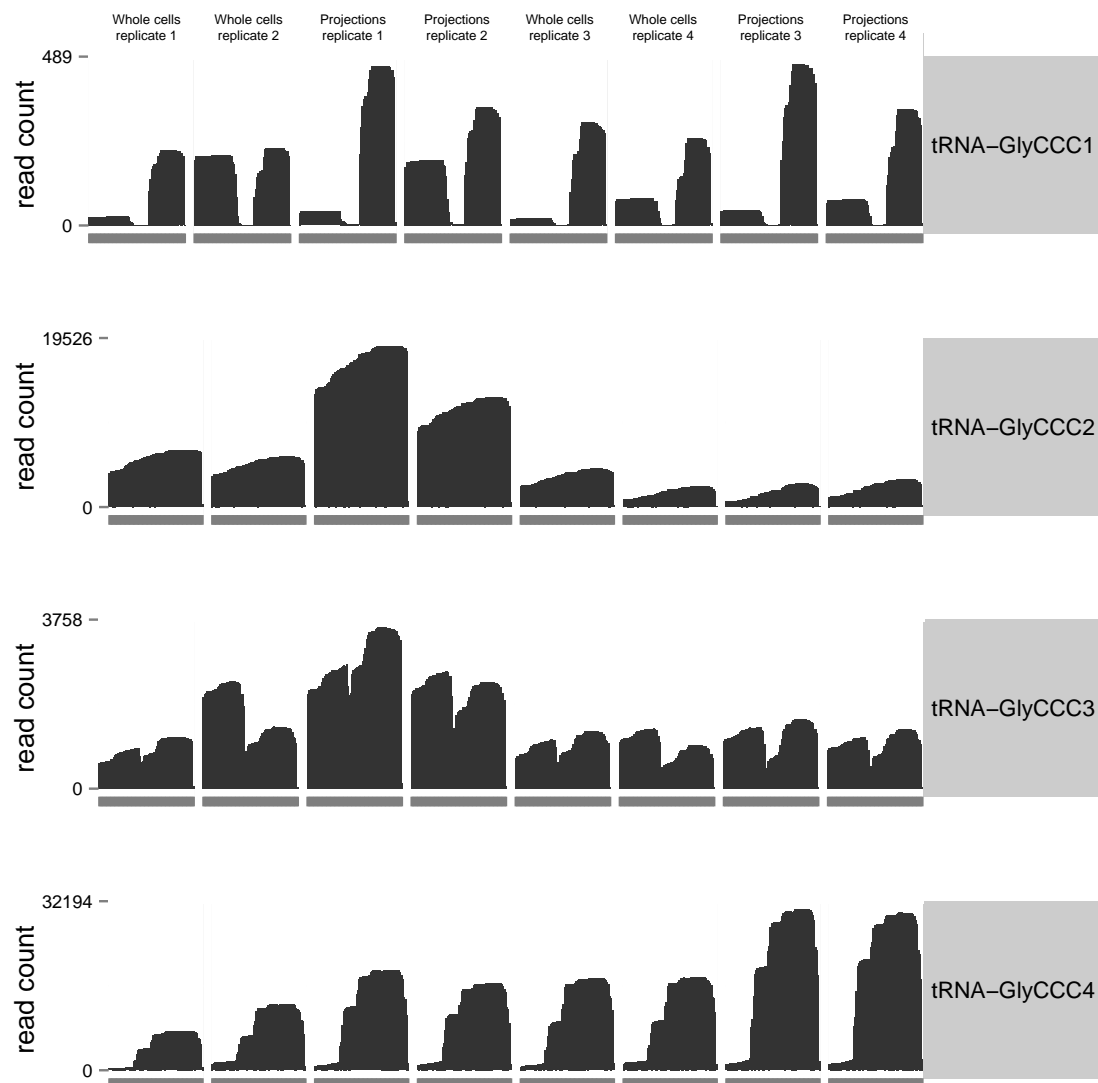 Whole cells
replicate 1
Whole cells
replicate 2
Projections
replicate 1
Projections
replicate 2
Whole cells
replicate 3
Whole cells
replicate 4
Projections
replicate 3
Projections
replicate 4
489
read count
0
tRNA−GlyCCC1
19526
read count
0
tRNA−GlyCCC2
3758
read count
0
tRNA−GlyCCC3
32194
read count
0
tRNA−GlyCCC4